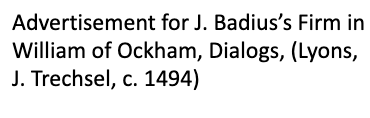 Advertisement for J. Badius’s Firm in
William of Ockham, Dialogs, (Lyons,
J. Trechsel, c. 1494)